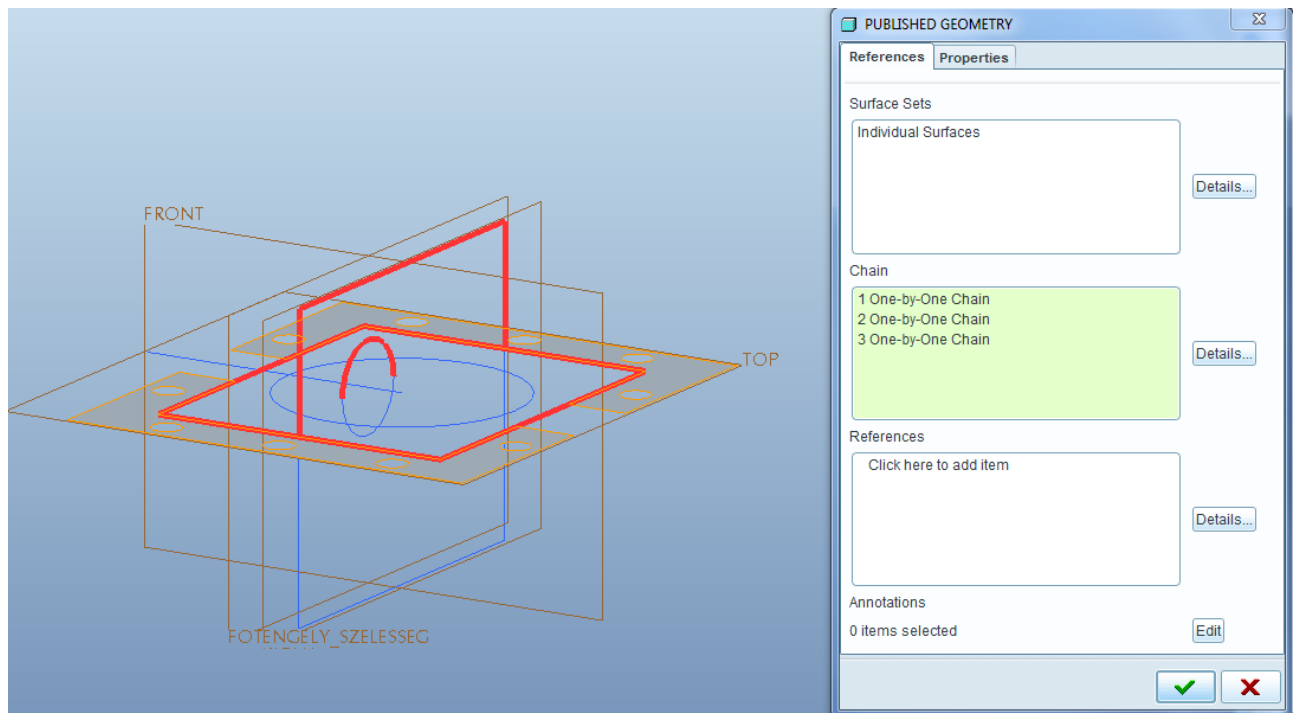 PUBLISHED GEOMETRY
References Properties
Surface Sets
Individual Surfaces
Details...
Chain
1 One-by-One Chain
2 One-by-One Chain
3 One-by-One Chain
Details...
References
Click here to add item
Details...
Annotations
0 items selected
Edit
FRONT
TOP
FOTENGELY_SZELESSEG